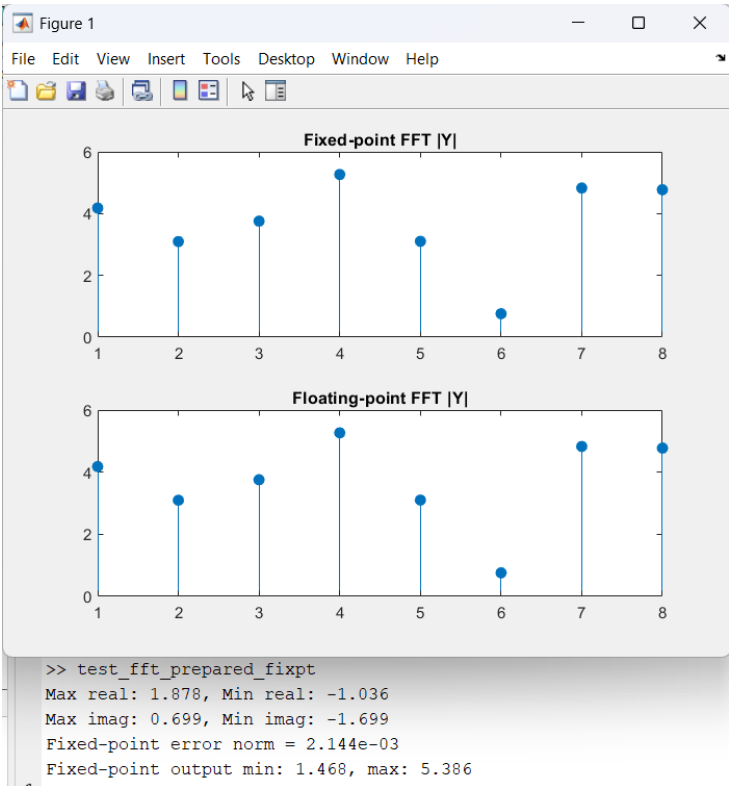 Figure 1
File Edit View Insert Tools Desktop Window Help
Fixed-point FFT |Y|
6
4
2
0
1 2 3 4 5 6 7 8
Floating-point FFT |Y|
6
4
2
0
1 2 3 4 5 6 7 8
>> test_fft_prepared_fixpt
Max real: 1.878, Min real: -1.036
Max imag: 0.699, Min imag: -1.699
Fixed-point error norm = 2.144e-03
Fixed-point output min: 1.468, max: 5.386